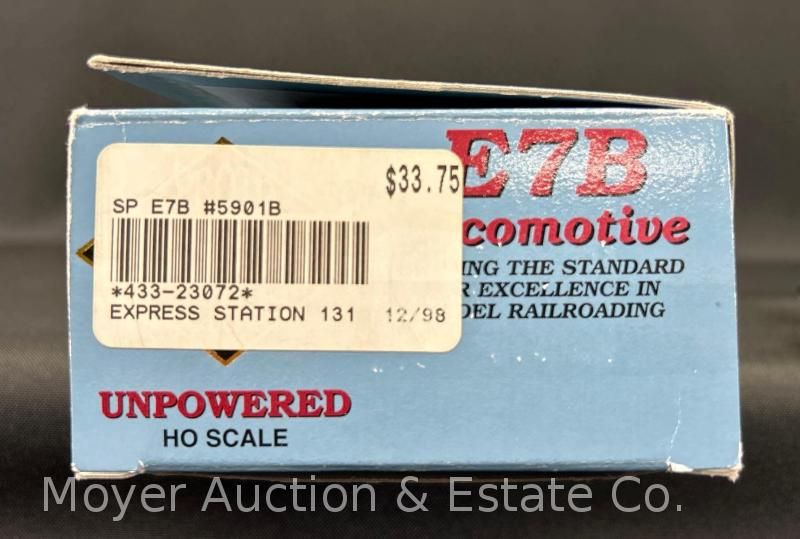 $33.75
SP E7B #5901B
*433-23072*
EXPRESS STATION 131 12/98
E7B
comotive
ING THE STANDARD
R EXCELLENCE IN
DEL RAILROADING
UNPOWERED
HO SCALE
Moyer Auction & Estate Co.